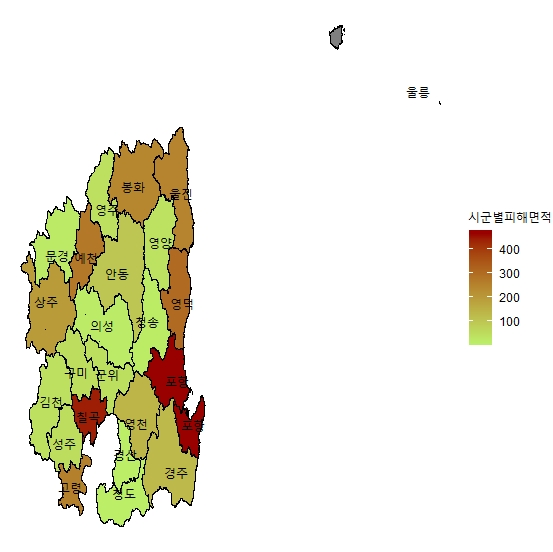 울릉
봉화
울진
영주
시군별피해면적
영양
문경
예천
안동
400
300
상주
영덕
200
의성
청송
100
구미
군위
포항
김천
칠곡
영천
포항
성주
경산
경주
고령
청도